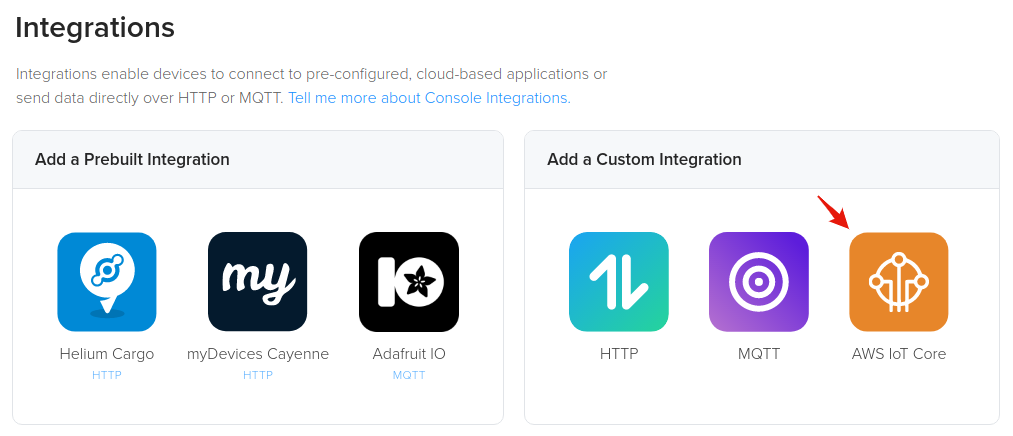 Integrations
Integrations enable devices to connect to pre-configured, cloud-based applications or
send data directly over HTTP or MQTT. Tell me more about Console Integrations.
Add a Prebuilt Integration
my
IO
Helium Cargo
HTTP
myDevices Cayenne
HTTP
Adafruit IO
MQTT
Add a Custom Integration
HTTP
MQTT
AWS IoT Core